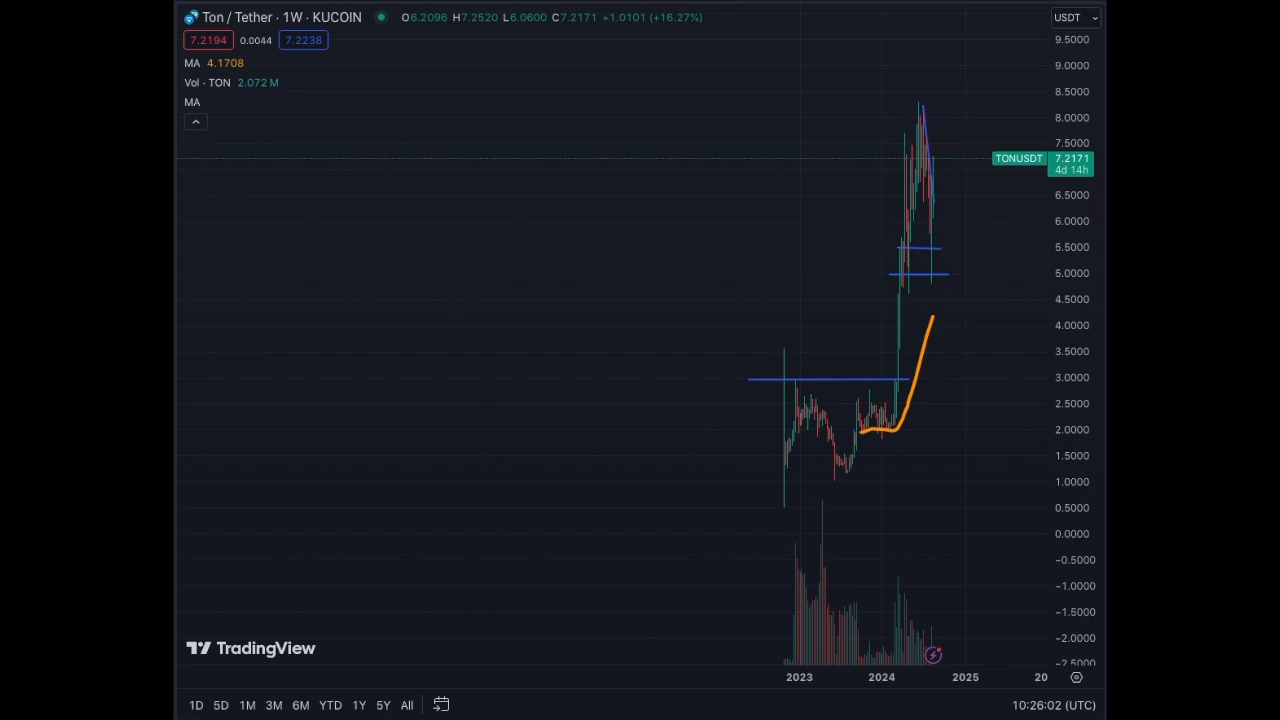 Ton / Tether · 1W · KUCOIN O6.2096 H7.2520 L6.0600 C7.2171 +1.0101 (+16.27%)
USDT
7.2194 0.0044 7.2238
MA 4.1708
Vol · TON 2.072 M
MA
9.5000
9.0000
8.5000
8.0000
7.5000
TONUSDT 7.2171
4d 14h
6.5000
6.0000
5.5000
5.0000
4.5000
4.0000
3.5000
3.0000
2.5000
2.0000
1.5000
1.0000
0.5000
0.0000
−0.5000
−1.0000
−1.5000
−2.0000
−2.5000
TradingView
2023 2024 2025 20
1D 5D 1M 3M 6M YTD 1Y 5Y All 10:26:02 (UTC)